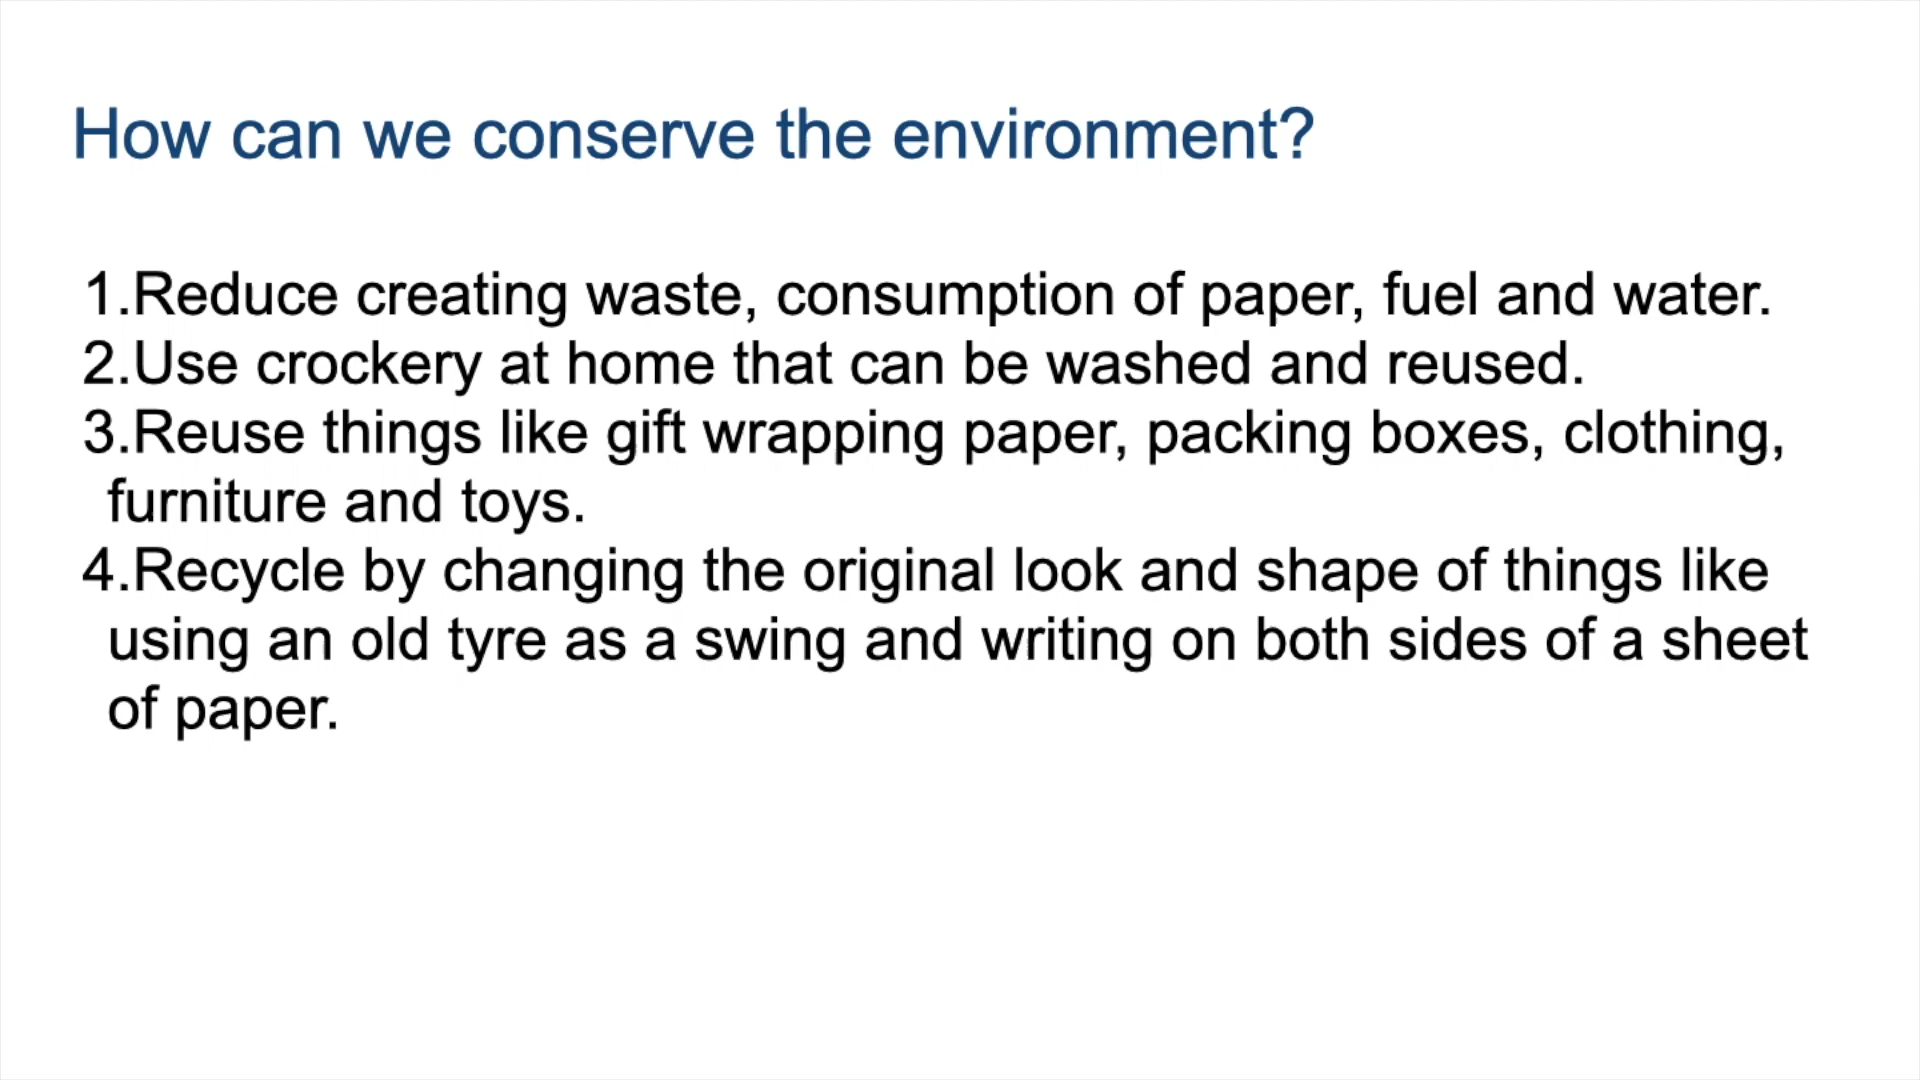 How can we conserve the environment?
1.Reduce creating waste, consumption of paper, fuel and water.
2.Use crockery at home that can be washed and reused.
3.Reuse things like gift wrapping paper, packing boxes, clothing,
furniture and toys.
4.Recycle by changing the original look and shape of things like
using an old tyre as a swing and writing on both sides of a sheet
of paper.